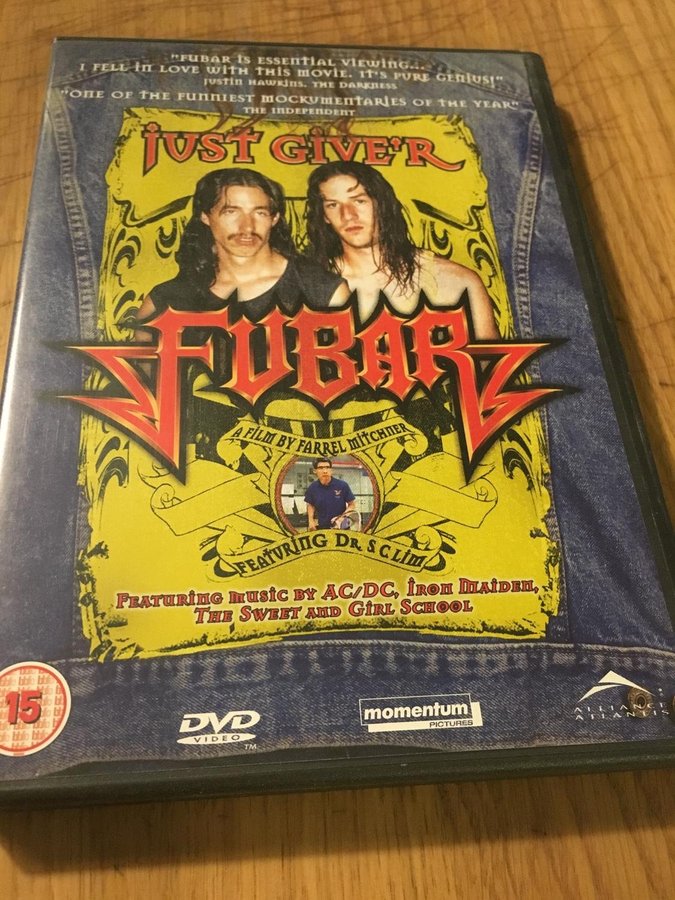 "FUBAR IS ESSENTIAL VIEWING...
I FELL IN LOVE WITH THIS MOVIE. IT'S PURE GENIUS!"
JUSTIN HAWKINS, THE DARKNESS
"ONE OF THE FUNNIEST MOCKUMENTARIES OF THE YEAR"
THE INDEPENDENT
JUST GIVE'R
FUBAR
A FILM BY FARREL MITCHNER
FEATURING DR S C LIM
FEATURING MUSIC BY AC/DC, IRON MAIDEN,
THE SWEET AND GIRL SCHOOL
15
DVD
VIDEO
TM
momentum
PICTURES
ALLIANCE
ATLANTIS